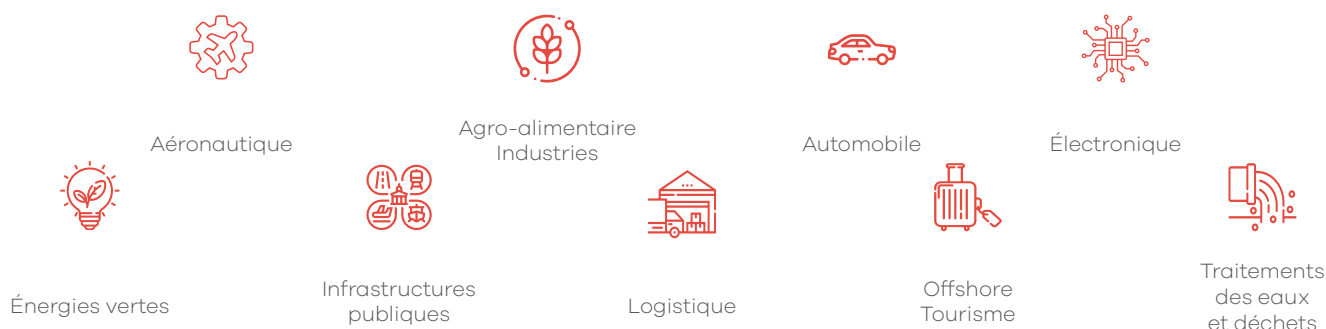 Aéronautique
Agro-alimentaire
Industries
Automobile
Électronique
Énergies vertes
Infrastructures
publiques
Logistique
Offshore
Tourisme
Traitements
des eaux
et déchets